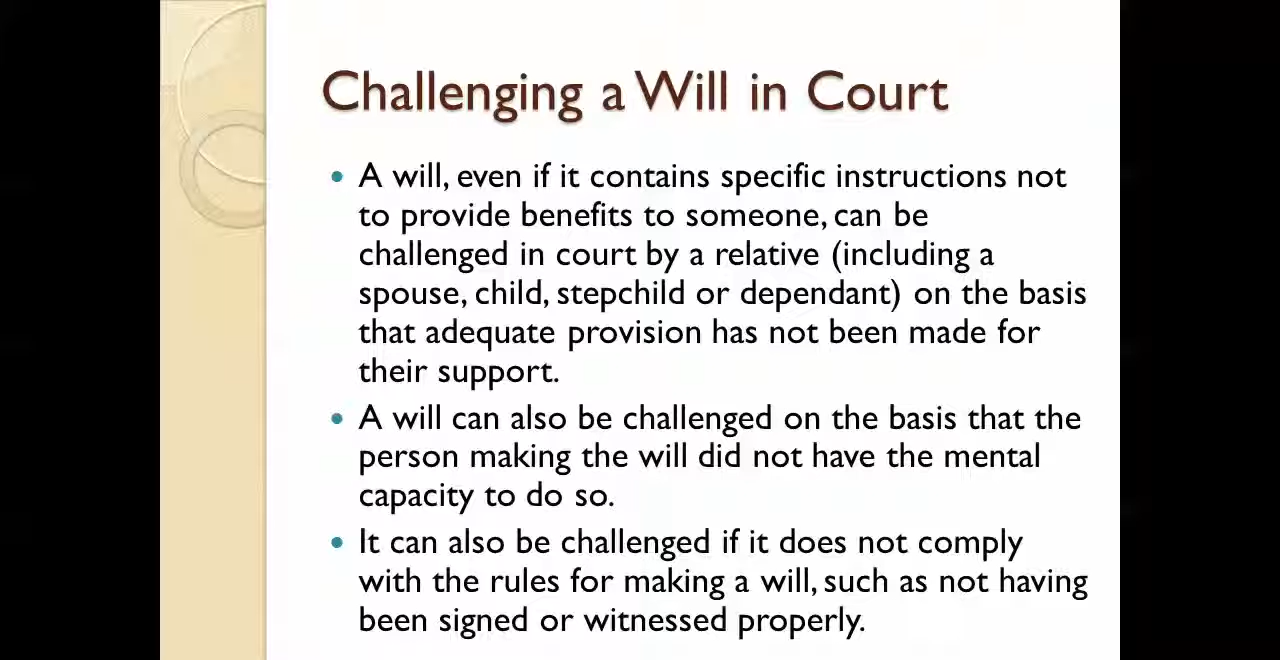 Challenging a Will in Court
• A will, even if it contains specific instructions not
to provide benefits to someone, can be
challenged in court by a relative (including a
spouse, child, stepchild or dependant) on the basis
that adequate provision has not been made for
their support.
• A will can also be challenged on the basis that the
person making the will did not have the mental
capacity to do so.
• It can also be challenged if it does not comply
with the rules for making a will, such as not having
been signed or witnessed properly.